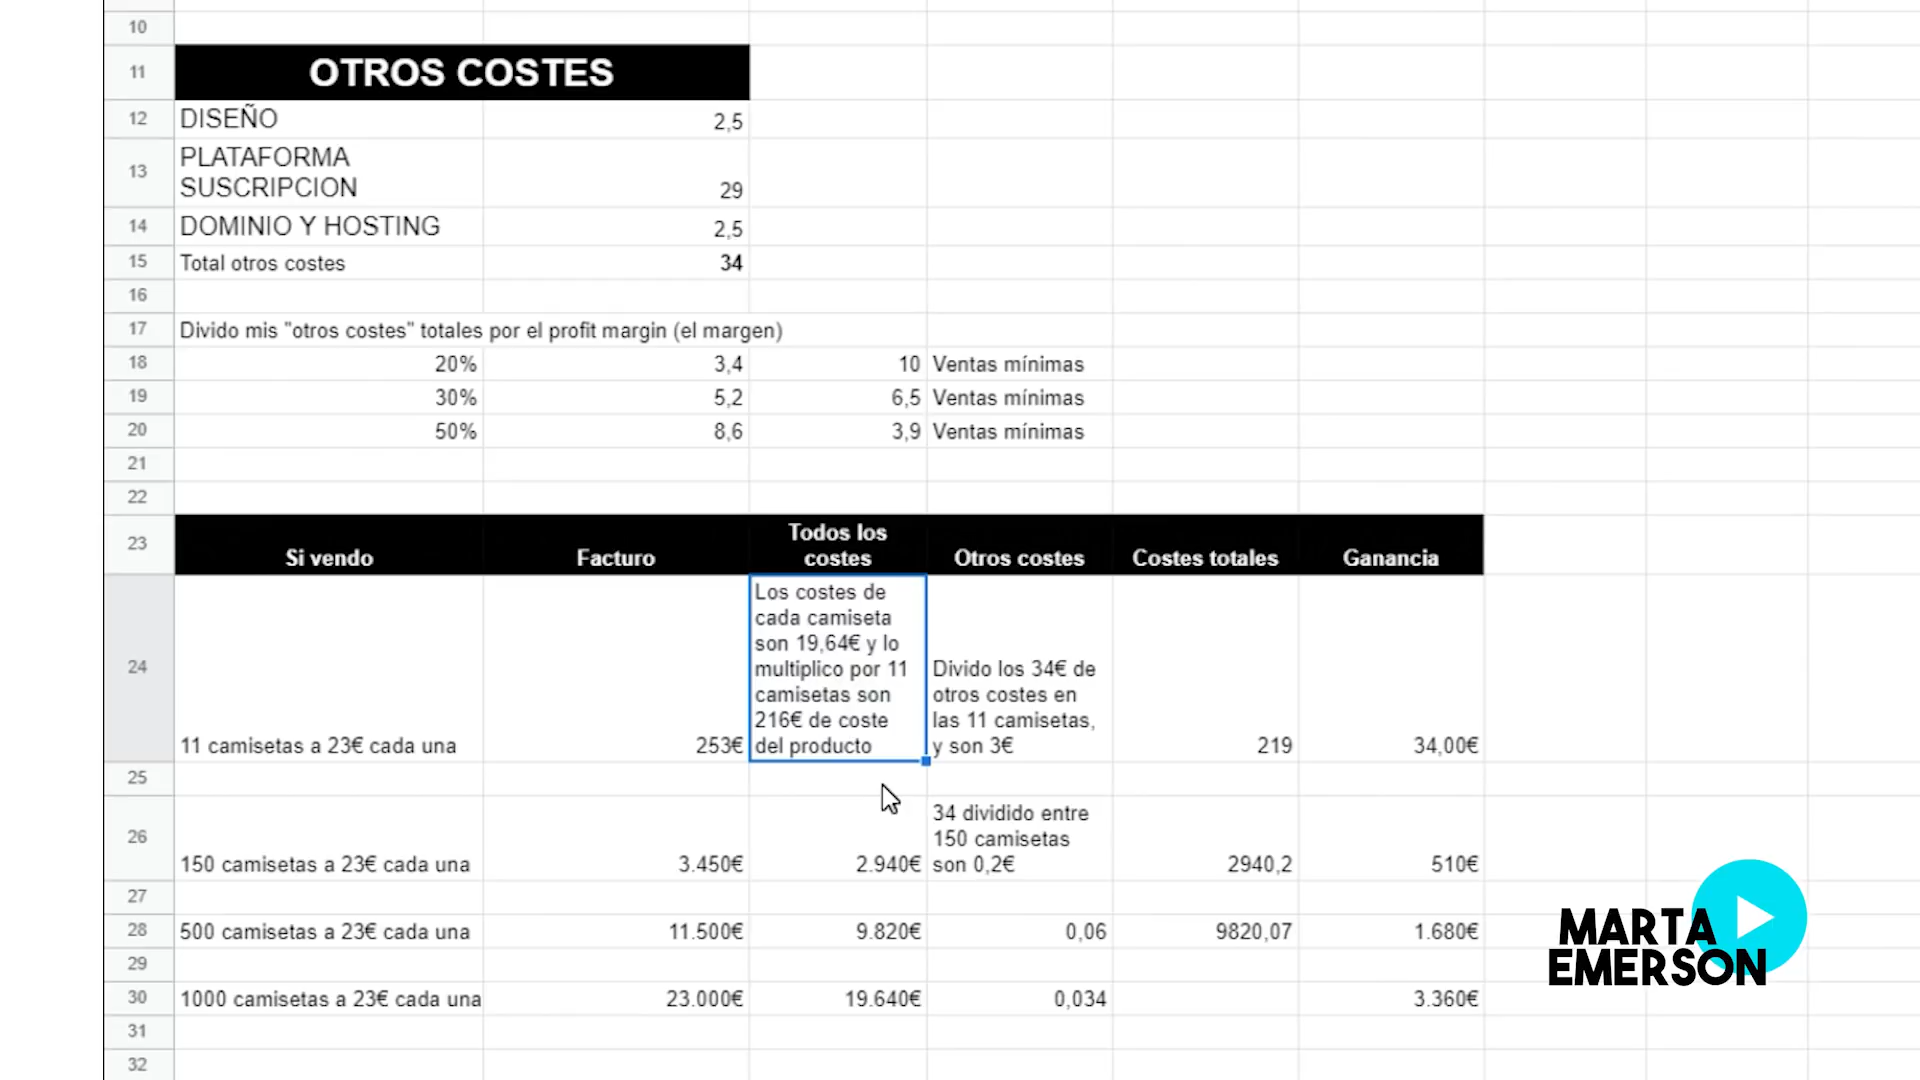 10
11 OTROS COSTES
12 DISEÑO 2,5
13 PLATAFORMA
SUSCRIPCION 29
14 DOMINIO Y HOSTING 2,5
15 Total otros costes 34
16
17 Divido mis "otros costes" totales por el profit margin (el margen)
18 20% 3,4 10 Ventas mínimas
19 30% 5,2 6,5 Ventas mínimas
20 50% 8,6 3,9 Ventas mínimas
21
22
23 Si vendo Facturo Todos los
costes Otros costes Costes totales Ganancia
24 11 camisetas a 23€ cada una 253€
Los costes de
cada camiseta
son 19,64€ y lo
multiplico por 11
camisetas son
216€ de coste
del producto
Divido los 34€ de
otros costes en
las 11 camisetas,
y son 3€
219 34,00€
25
26 150 camisetas a 23€ cada una 3.450€ 2.940€
34 dividido entre
150 camisetas
son 0,2€
2940,2 510€
27
28 500 camisetas a 23€ cada una 11.500€ 9.820€ 0,06 9820,07 1.680€
29
30 1000 camisetas a 23€ cada una 23.000€ 19.640€ 0,034 3.360€
31
32
MARTA
EMERSON